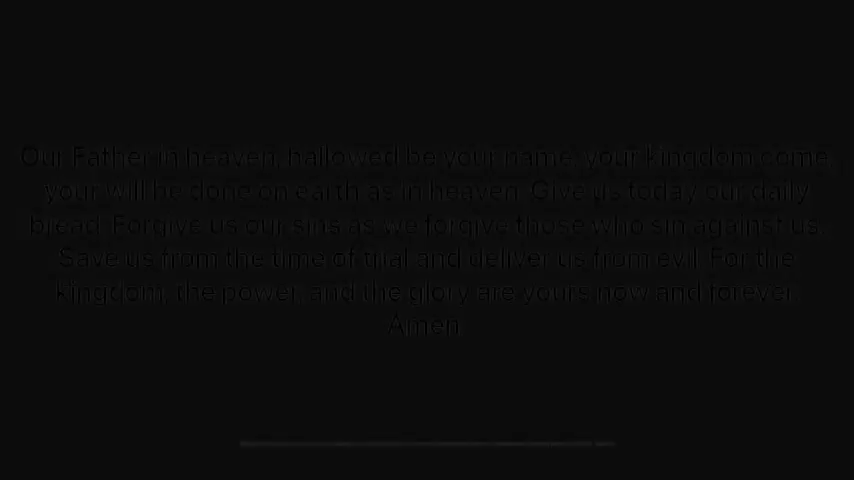 Our Father in heaven, hallowed be your name, your kingdom come,
your will be done on earth as in heaven. Give us today our daily
bread. Forgive us our sins as we forgive those who sin against us.
Save us from the time of trial and deliver us from evil. For the
kingdom, the power, and the glory are yours now and forever.
Amen.